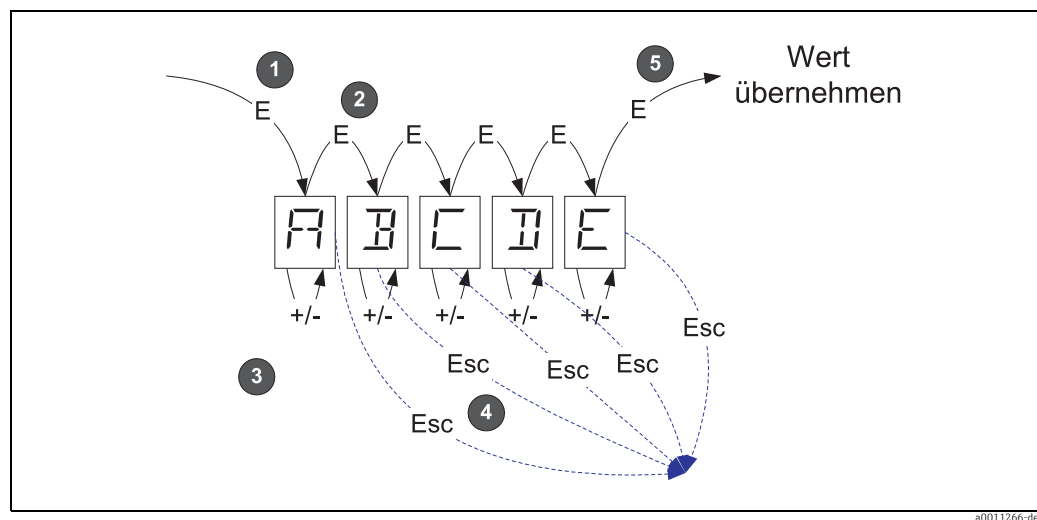 1
2
5
Wert
übernehmen
E
E
E
E
E
E
A B C D E
+/- +/- +/- +/- +/-
Esc
Esc
Esc
Esc
Esc
3
4
a0011266-de